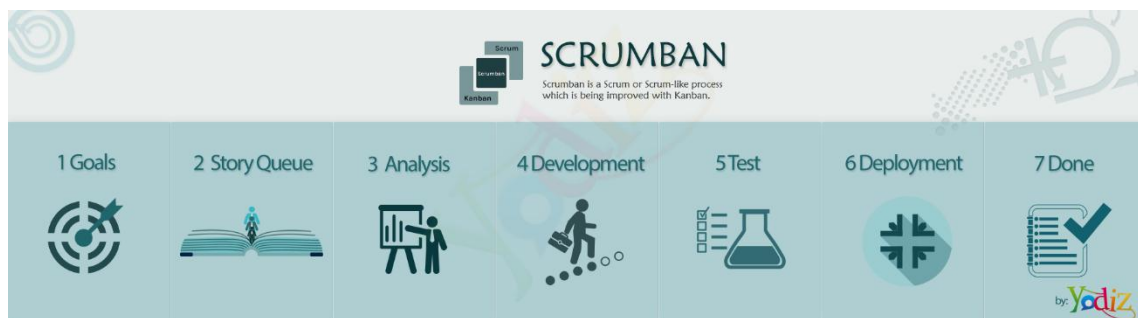 Scrum
Scrumban
Kanban
SCRUMBAN
Scrumban is a Scrum or Scrum-like process
which is being improved with Kanban.
1 Goals
2 Story Queue
3 Analysis
4 Development
5 Test
6 Deployment
7 Done
by: Yodiz